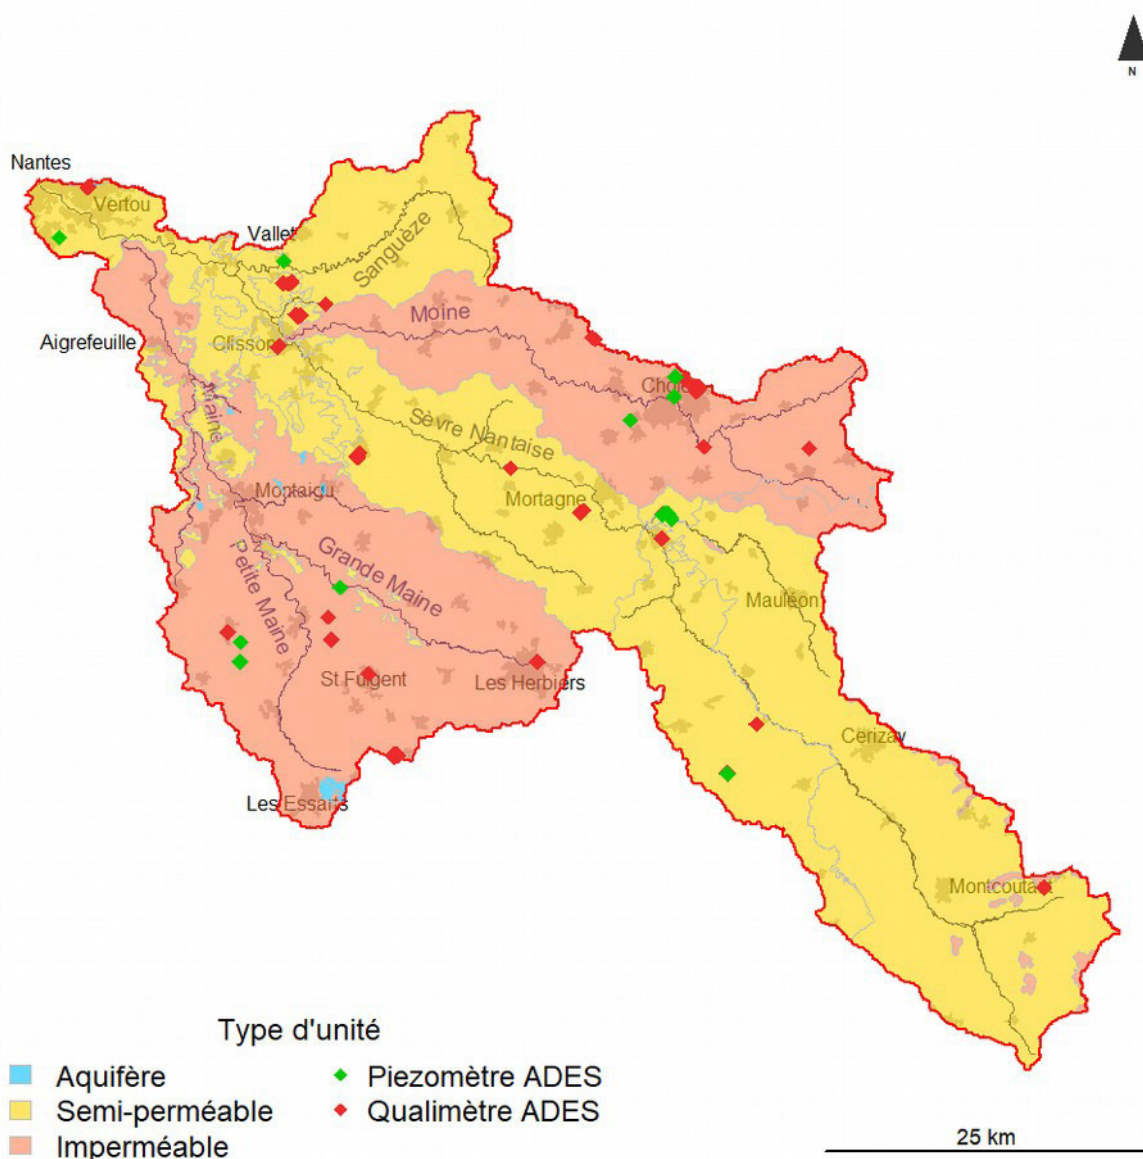 N
Nantes
Vertou
Vallet
Sanguèze
Moine
Aigrefeuille
Clisson
Cholet
Maine
Sèvre Nantaise
Montaigu
Mortagne
Grande Maine
Petite Maine
Mauléon
St Fulgent
Les Herbiers
Cerizay
Les Essarts
Montcoutant
Type d'unité
Aquifère
Piezomètre ADES
Semi-perméable
Qualimètre ADES
Imperméable
25 km